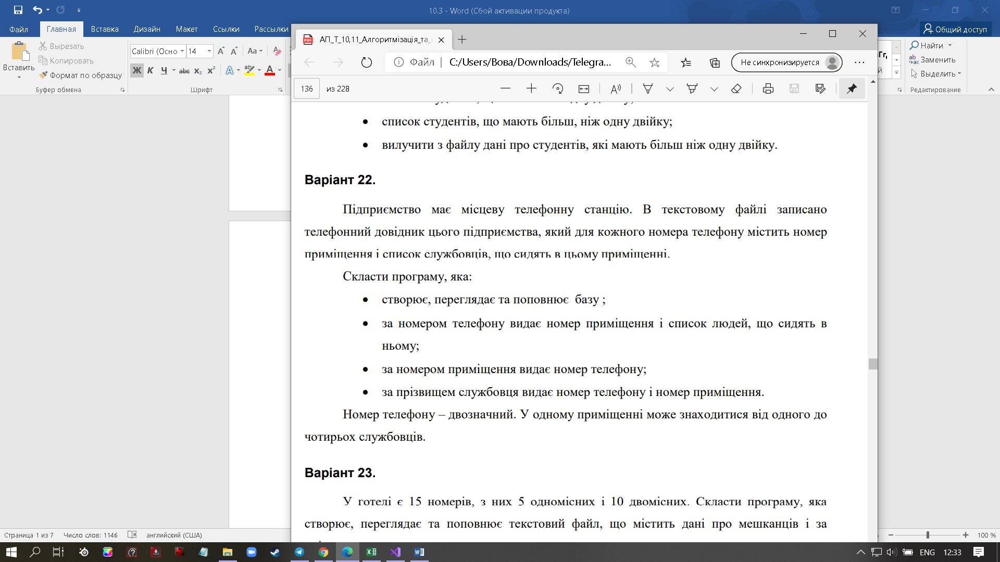 10.3 - Word (Сбой активации продукта)
Файл Главная Вставка Дизайн Макет Ссылки Рассылки
Общий доступ
АП_Т_10,11_Алгоритмізація_та_
Вставить
Вырезать
Копировать
Формат по образцу
Буфер обмена
Calibri (Осно 14
Aa
Ж К Ч abc x₂ x² A ab A
Шрифт
Найти
Заменить
Выделить
Редактирование
Файл C:/Users/Вова/Downloads/Telegra...
Не синхронизируется
136 из 228
список студентів, що мають більш, ніж одну двійку;
вилучити з файлу дані про студентів, які мають більш ніж одну двійку.
Варіант 22.
Підприємство має місцеву телефонну станцію. В текстовому файлі записано
телефонний довідник цього підприємства, який для кожного номера телефону містить номер
приміщення і список службовців, що сидять в цьому приміщенні.
Скласти програму, яка:
створює, переглядає та поповнює базу ;
за номером телефону видає номер приміщення і список людей, що сидять в
ньому;
за номером приміщення видає номер телефону;
за прізвищем службовця видає номер телефону і номер приміщення.
Номер телефону – двозначний. У одному приміщенні може знаходитися від одного до
чотирьох службовців.
Варіант 23.
У готелі є 15 номерів, з них 5 одномісних і 10 двомісних. Скласти програму, яка
створює, переглядає та поповнює текстовий файл, що містить дані про мешканців і за
Страница 1 из 7 Число слов: 1146 английский (США)
100 %
ENG 12:33